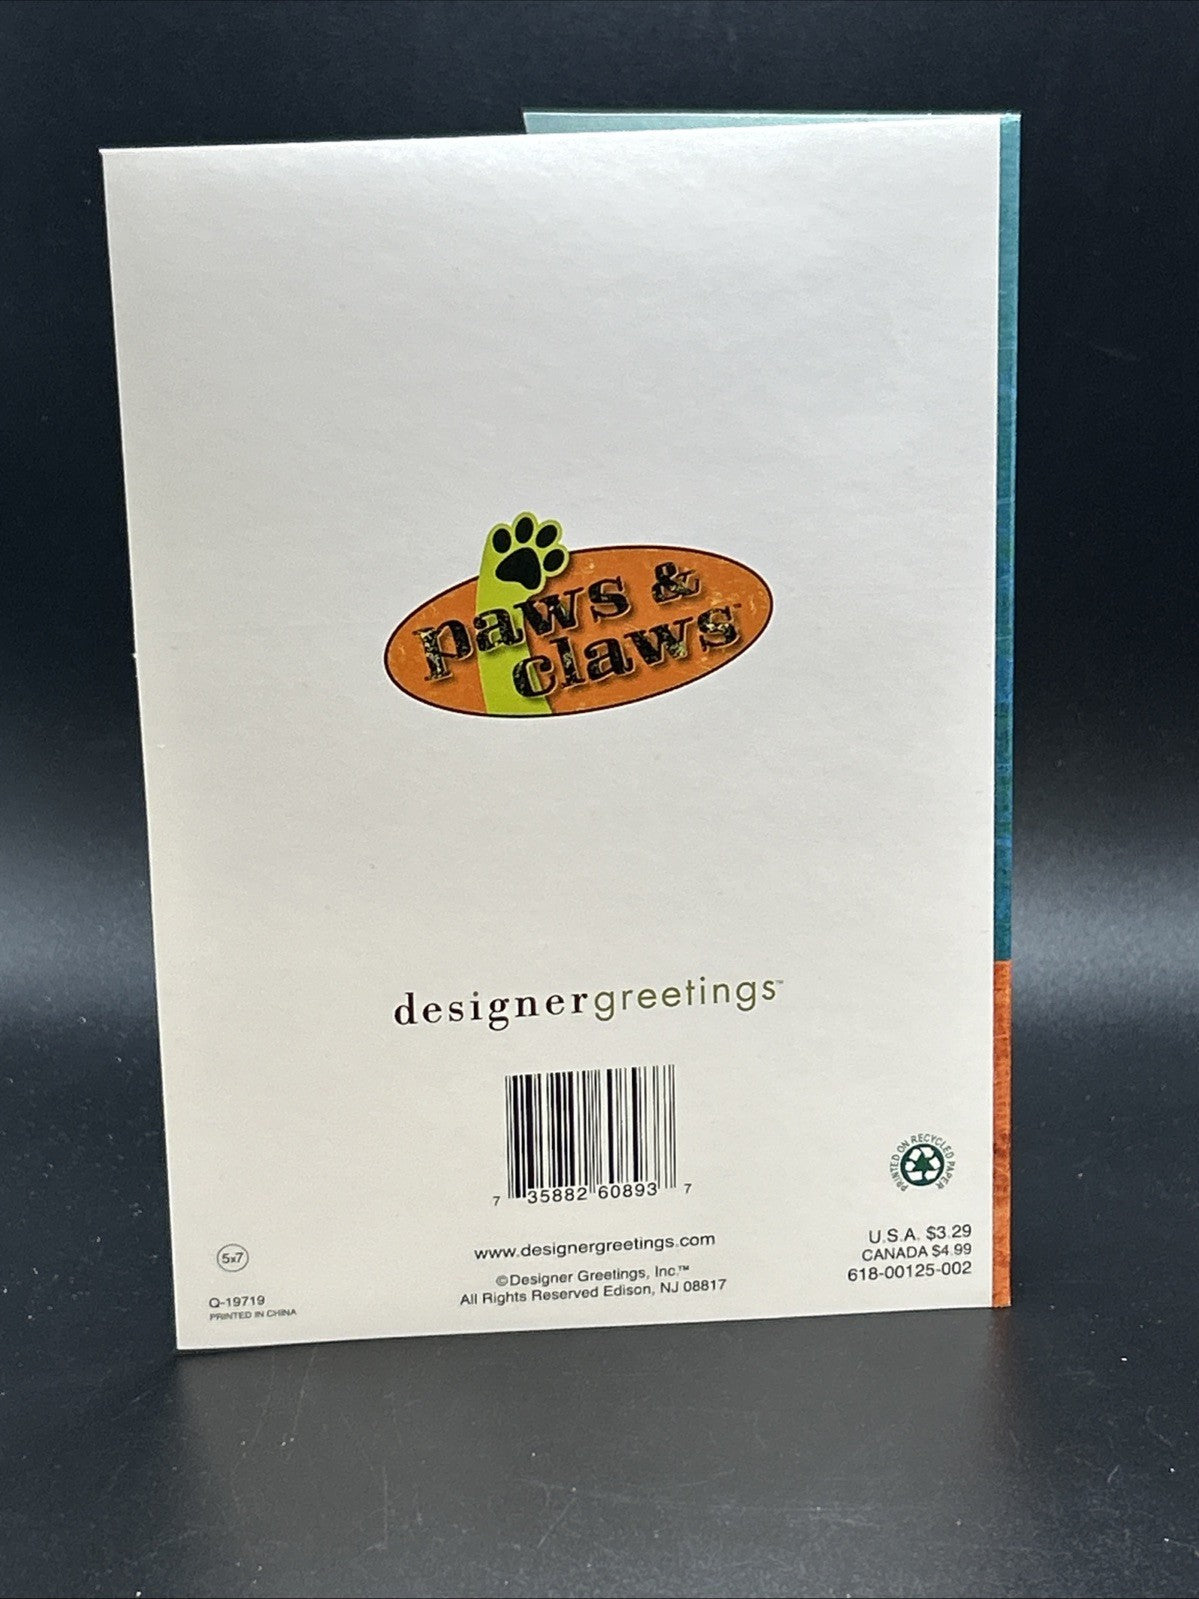 paws &
claws™
designergreetings™
7 35882 60893 7
PRINTED ON RECYCLED PAPER
www.designergreetings.com
©Designer Greetings, Inc.™
All Rights Reserved Edison, NJ 08817
U.S.A. $3.29
CANADA $4.99
618-00125-002
5x7
Q-19719
PRINTED IN CHINA